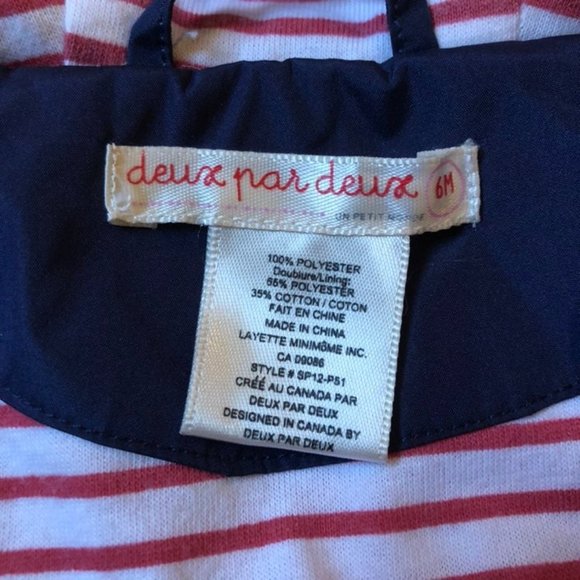 deux par deux 6M
UN PETIT MONDE
100% POLYESTER
Doublure/Lining:
65% POLYESTER
35% COTTON / COTON
FAIT EN CHINE
MADE IN CHINA
LAYETTE MINIMÔME INC.
CA 09086
STYLE # SP12-P51
CRÉÉ AU CANADA PAR
DEUX PAR DEUX
DESIGNED IN CANADA BY
DEUX PAR DEUX